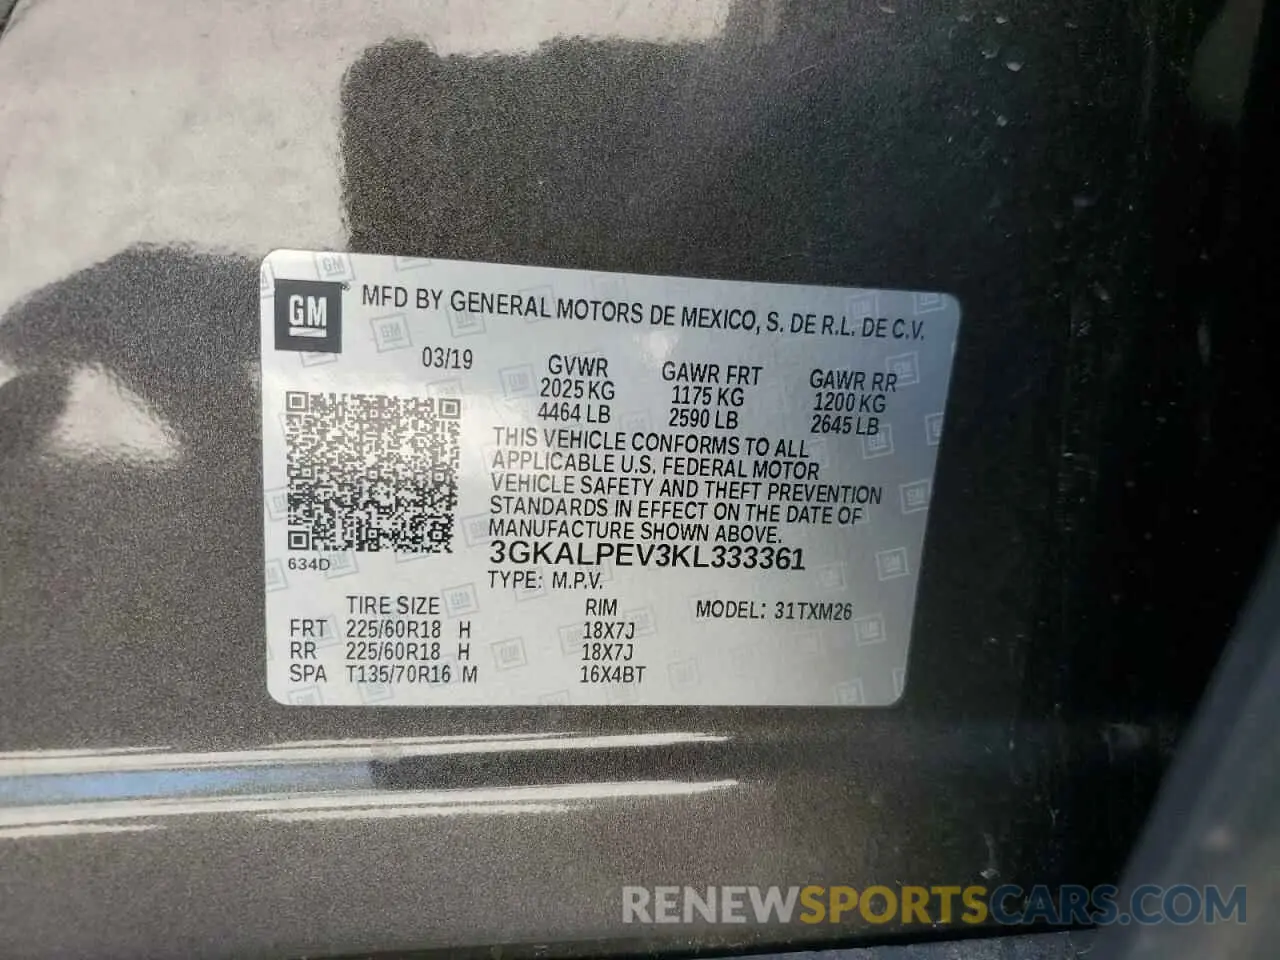 GM® MFD BY GENERAL MOTORS DE MEXICO, S. DE R.L. DE C.V.
03/19 GVWR GAWR FRT GAWR RR
2025 KG 1175 KG 1200 KG
4464 LB 2590 LB 2645 LB
THIS VEHICLE CONFORMS TO ALL
APPLICABLE U.S. FEDERAL MOTOR
VEHICLE SAFETY AND THEFT PREVENTION
STANDARDS IN EFFECT ON THE DATE OF
MANUFACTURE SHOWN ABOVE.
3GKALPEV3KL333361
634D
TYPE: M.P.V.
TIRE SIZE RIM MODEL: 31TXM26
FRT 225/60R18 H 18X7J
RR 225/60R18 H 18X7J
SPA T135/70R16 M 16X4BT
RENEWSPORTSCARS.COM